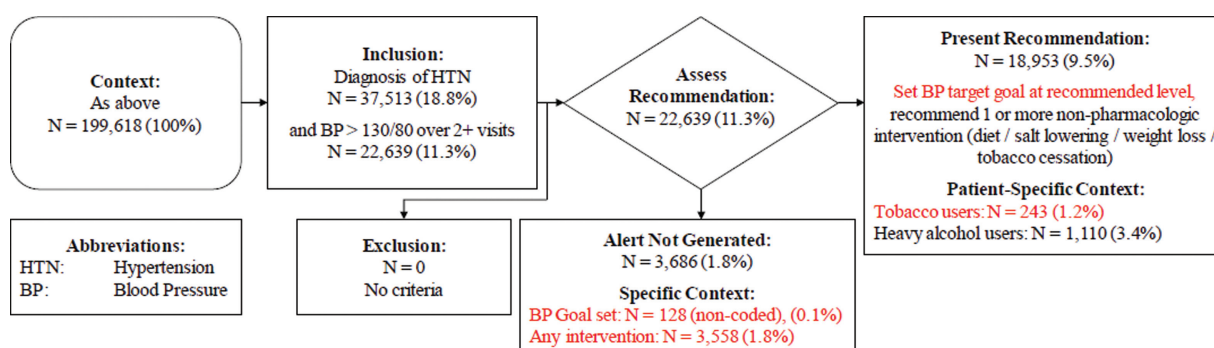 Context:
As above
N = 199,618 (100%)
Inclusion:
Diagnosis of HTN
N = 37,513 (18.8%)
and BP > 130/80 over 2+ visits
N = 22,639 (11.3%)
Assess
Recommendation:
N = 22,639 (11.3%)
Present Recommendation:
N = 18,953 (9.5%)
Set BP target goal at recommended level,
recommend 1 or more non-pharmacologic
intervention (diet / salt lowering / weight loss /
tobacco cessation)
Patient-Specific Context:
Tobacco users: N = 243 (1.2%)
Heavy alcohol users: N = 1,110 (3.4%)
Abbreviations:
HTN: Hypertension
BP: Blood Pressure
Exclusion:
N = 0
No criteria
Alert Not Generated:
N = 3,686 (1.8%)
Specific Context:
BP Goal set: N = 128 (non-coded), (0.1%)
Any intervention: N = 3,558 (1.8%)